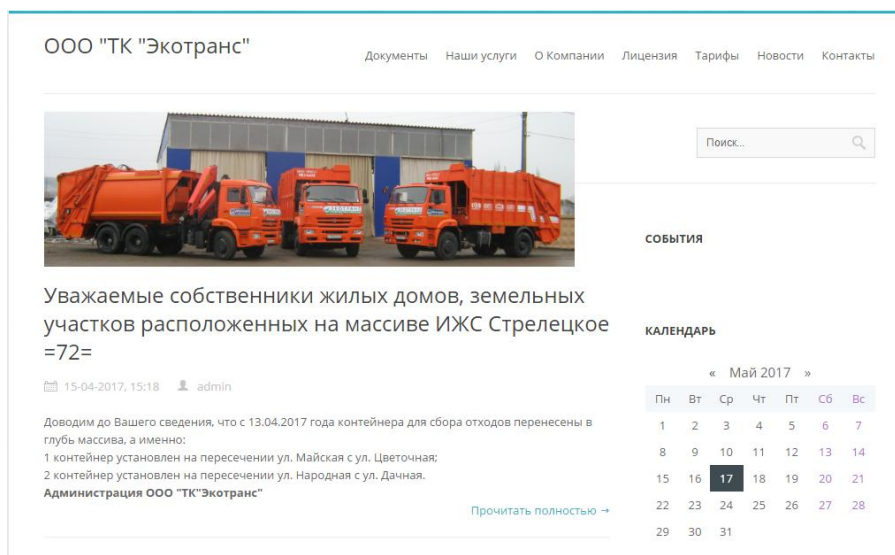 ООО "ТК "Экотранс"
Документы Наши услуги О Компании Лицензия Тарифы Новости Контакты
Поиск...
СОБЫТИЯ
Уважаемые собственники жилых домов, земельных
участков расположенных на массиве ИЖС Стрелецкое
=72=
15-04-2017, 15:18 admin
Доводим до Вашего сведения, что с 13.04.2017 года контейнера для сбора отходов перенесены в
глубь массива, а именно:
1 контейнер установлен на пересечении ул. Майская с ул. Цветочная;
2 контейнер установлен на пересечении ул. Народная с ул. Дачная.
Администрация ООО "ТК"Экотранс"
Прочитать полностью →
КАЛЕНДАРЬ
« Май 2017 »
Пн Вт Ср Чт Пт Сб Вс
1 2 3 4 5 6 7
8 9 10 11 12 13 14
15 16 17 18 19 20 21
22 23 24 25 26 27 28
29 30 31